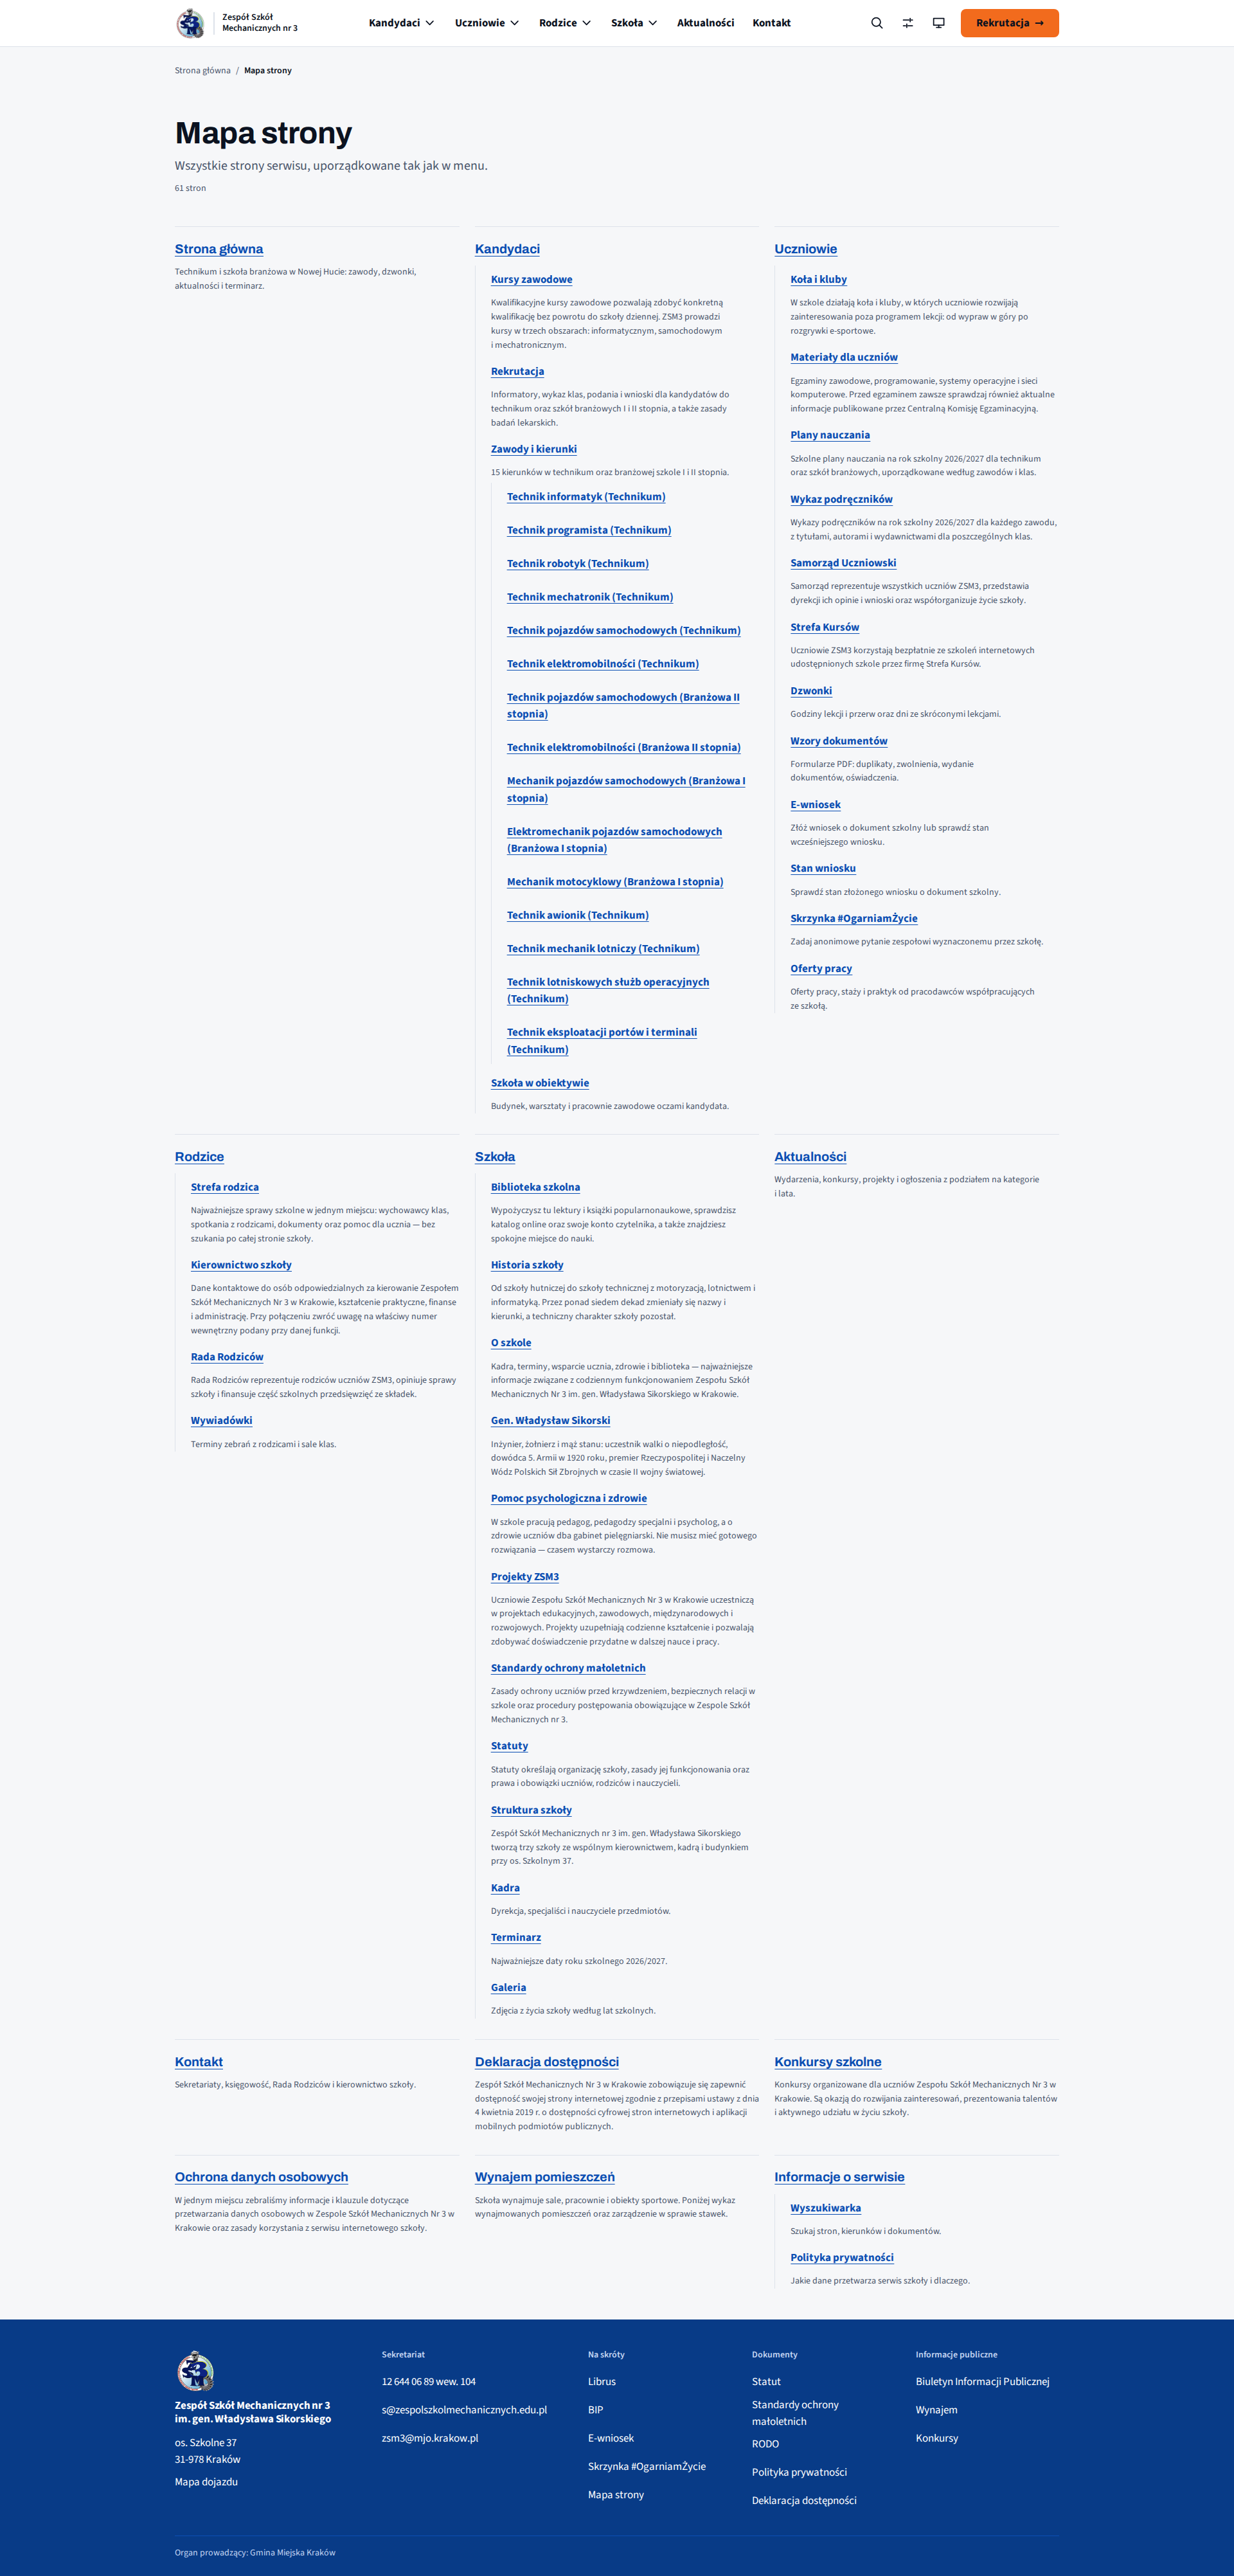 Zespół Szkół
Mechanicznych nr 3
Kandydaci
Uczniowie
Rodzice
Szkoła
Aktualności
Kontakt
Rekrutacja →
Strona główna / Mapa strony
Mapa strony
Wszystkie strony serwisu, uporządkowane tak jak w menu.
61 stron
Strona główna
Technikum i szkoła branżowa w Nowej Hucie: zawody, dzwonki,
aktualności i terminarz.
Kandydaci
Kursy zawodowe
Kwalifikacyjne kursy zawodowe pozwalają zdobyć konkretną
kwalifikację bez powrotu do szkoły dziennej. ZSM3 prowadzi
kursy w trzech obszarach: informatycznym, samochodowym
i mechatronicznym.
Rekrutacja
Informatory, wykaz klas, podania i wnioski dla kandydatów do
technikum oraz szkół branżowych I i II stopnia, a także zasady
badań lekarskich.
Zawody i kierunki
15 kierunków w technikum oraz branżowej szkole I i II stopnia.
Technik informatyk (Technikum)
Technik programista (Technikum)
Technik robotyk (Technikum)
Technik mechatronik (Technikum)
Technik pojazdów samochodowych (Technikum)
Technik elektromobilności (Technikum)
Technik pojazdów samochodowych (Branżowa II
stopnia)
Technik elektromobilności (Branżowa II stopnia)
Mechanik pojazdów samochodowych (Branżowa I
stopnia)
Elektromechanik pojazdów samochodowych
(Branżowa I stopnia)
Mechanik motocyklowy (Branżowa I stopnia)
Technik awionik (Technikum)
Technik mechanik lotniczy (Technikum)
Technik lotniskowych służb operacyjnych
(Technikum)
Technik eksploatacji portów i terminali
(Technikum)
Szkoła w obiektywie
Budynek, warsztaty i pracownie zawodowe oczami kandydata.
Uczniowie
Koła i kluby
W szkole działają koła i kluby, w których uczniowie rozwijają
zainteresowania poza programem lekcji: od wypraw w góry po
rozgrywki e-sportowe.
Materiały dla uczniów
Egzaminy zawodowe, programowanie, systemy operacyjne i sieci
komputerowe. Przed egzaminem zawsze sprawdzaj również aktualne
informacje publikowane przez Centralną Komisję Egzaminacyjną.
Plany nauczania
Szkolne plany nauczania na rok szkolny 2026/2027 dla technikum
oraz szkół branżowych, uporządkowane według zawodów i klas.
Wykaz podręczników
Wykazy podręczników na rok szkolny 2026/2027 dla każdego zawodu,
z tytułami, autorami i wydawnictwami dla poszczególnych klas.
Samorząd Uczniowski
Samorząd reprezentuje wszystkich uczniów ZSM3, przedstawia
dyrekcji ich opinie i wnioski oraz współorganizuje życie szkoły.
Strefa Kursów
Uczniowie ZSM3 korzystają bezpłatnie ze szkoleń internetowych
udostępnionych szkole przez firmę Strefa Kursów.
Dzwonki
Godziny lekcji i przerw oraz dni ze skróconymi lekcjami.
Wzory dokumentów
Formularze PDF: duplikaty, zwolnienia, wydanie
dokumentów, oświadczenia.
E-wniosek
Złóż wniosek o dokument szkolny lub sprawdź stan
wcześniejszego wniosku.
Stan wniosku
Sprawdź stan złożonego wniosku o dokument szkolny.
Skrzynka #OgarniamŻycie
Zadaj anonimowe pytanie zespołowi wyznaczonemu przez szkołę.
Oferty pracy
Oferty pracy, staży i praktyk od pracodawców współpracujących
ze szkołą.
Rodzice
Strefa rodzica
Najważniejsze sprawy szkolne w jednym miejscu: wychowawcy klas,
spotkania z rodzicami, dokumenty oraz pomoc dla ucznia — bez
szukania po całej stronie szkoły.
Kierownictwo szkoły
Dane kontaktowe do osób odpowiedzialnych za kierowanie Zespołem
Szkół Mechanicznych Nr 3 w Krakowie, kształcenie praktyczne, finanse
i administrację. Przy połączeniu zwróć uwagę na właściwy numer
wewnętrzny podany przy danej funkcji.
Rada Rodziców
Rada Rodziców reprezentuje rodziców uczniów ZSM3, opiniuje sprawy
szkoły i finansuje część szkolnych przedsięwzięć ze składek.
Wywiadówki
Terminy zebrań z rodzicami i sale klas.
Szkoła
Biblioteka szkolna
Wypożyczysz tu lektury i książki popularnonaukowe, sprawdzisz
katalog online oraz swoje konto czytelnika, a także znajdziesz
spokojne miejsce do nauki.
Historia szkoły
Od szkoły hutniczej do szkoły technicznej z motoryzacją, lotnictwem i
informatyką. Przez ponad siedem dekad zmieniały się nazwy i
kierunki, a techniczny charakter szkoły pozostał.
O szkole
Kadra, terminy, wsparcie ucznia, zdrowie i biblioteka — najważniejsze
informacje związane z codziennym funkcjonowaniem Zespołu Szkół
Mechanicznych Nr 3 im. gen. Władysława Sikorskiego w Krakowie.
Gen. Władysław Sikorski
Inżynier, żołnierz i mąż stanu: uczestnik walki o niepodległość,
dowódca 5. Armii w 1920 roku, premier Rzeczypospolitej i Naczelny
Wódz Polskich Sił Zbrojnych w czasie II wojny światowej.
Pomoc psychologiczna i zdrowie
W szkole pracują pedagog, pedagodzy specjalni i psycholog, a o
zdrowie uczniów dba gabinet pielęgniarski. Nie musisz mieć gotowego
rozwiązania — czasem wystarczy rozmowa.
Projekty ZSM3
Uczniowie Zespołu Szkół Mechanicznych Nr 3 w Krakowie uczestniczą
w projektach edukacyjnych, zawodowych, międzynarodowych i
rozwojowych. Projekty uzupełniają codzienne kształcenie i pozwalają
zdobywać doświadczenie przydatne w dalszej nauce i pracy.
Standardy ochrony małoletnich
Zasady ochrony uczniów przed krzywdzeniem, bezpiecznych relacji w
szkole oraz procedury postępowania obowiązujące w Zespole Szkół
Mechanicznych nr 3.
Statuty
Statuty określają organizację szkoły, zasady jej funkcjonowania oraz
prawa i obowiązki uczniów, rodziców i nauczycieli.
Struktura szkoły
Zespół Szkół Mechanicznych nr 3 im. gen. Władysława Sikorskiego
tworzą trzy szkoły ze wspólnym kierownictwem, kadrą i budynkiem
przy os. Szkolnym 37.
Kadra
Dyrekcja, specjaliści i nauczyciele przedmiotów.
Terminarz
Najważniejsze daty roku szkolnego 2026/2027.
Galeria
Zdjęcia z życia szkoły według lat szkolnych.
Aktualności
Wydarzenia, konkursy, projekty i ogłoszenia z podziałem na kategorie
i lata.
Kontakt
Sekretariaty, księgowość, Rada Rodziców i kierownictwo szkoły.
Deklaracja dostępności
Zespół Szkół Mechanicznych Nr 3 w Krakowie zobowiązuje się zapewnić
dostępność swojej strony internetowej zgodnie z przepisami ustawy z dnia
4 kwietnia 2019 r. o dostępności cyfrowej stron internetowych i aplikacji
mobilnych podmiotów publicznych.
Konkursy szkolne
Konkursy organizowane dla uczniów Zespołu Szkół Mechanicznych Nr 3 w
Krakowie. Są okazją do rozwijania zainteresowań, prezentowania talentów
i aktywnego udziału w życiu szkoły.
Ochrona danych osobowych
W jednym miejscu zebraliśmy informacje i klauzule dotyczące
przetwarzania danych osobowych w Zespole Szkół Mechanicznych Nr 3 w
Krakowie oraz zasady korzystania z serwisu internetowego szkoły.
Wynajem pomieszczeń
Szkoła wynajmuje sale, pracownie i obiekty sportowe. Poniżej wykaz
wynajmowanych pomieszczeń oraz zarządzenie w sprawie stawek.
Informacje o serwisie
Wyszukiwarka
Szukaj stron, kierunków i dokumentów.
Polityka prywatności
Jakie dane przetwarza serwis szkoły i dlaczego.
Zespół Szkół Mechanicznych nr 3
im. gen. Władysława Sikorskiego
os. Szkolne 37
31-978 Kraków
Mapa dojazdu
Sekretariat
12 644 06 89 wew. 104
s@zespolszkolmechanicznych.edu.pl
zsm3@mjo.krakow.pl
Na skróty
Librus
BIP
E-wniosek
Skrzynka #OgarniamŻycie
Mapa strony
Dokumenty
Statut
Standardy ochrony
małoletnich
RODO
Polityka prywatności
Deklaracja dostępności
Informacje publiczne
Biuletyn Informacji Publicznej
Wynajem
Konkursy
Organ prowadzący: Gmina Miejska Kraków